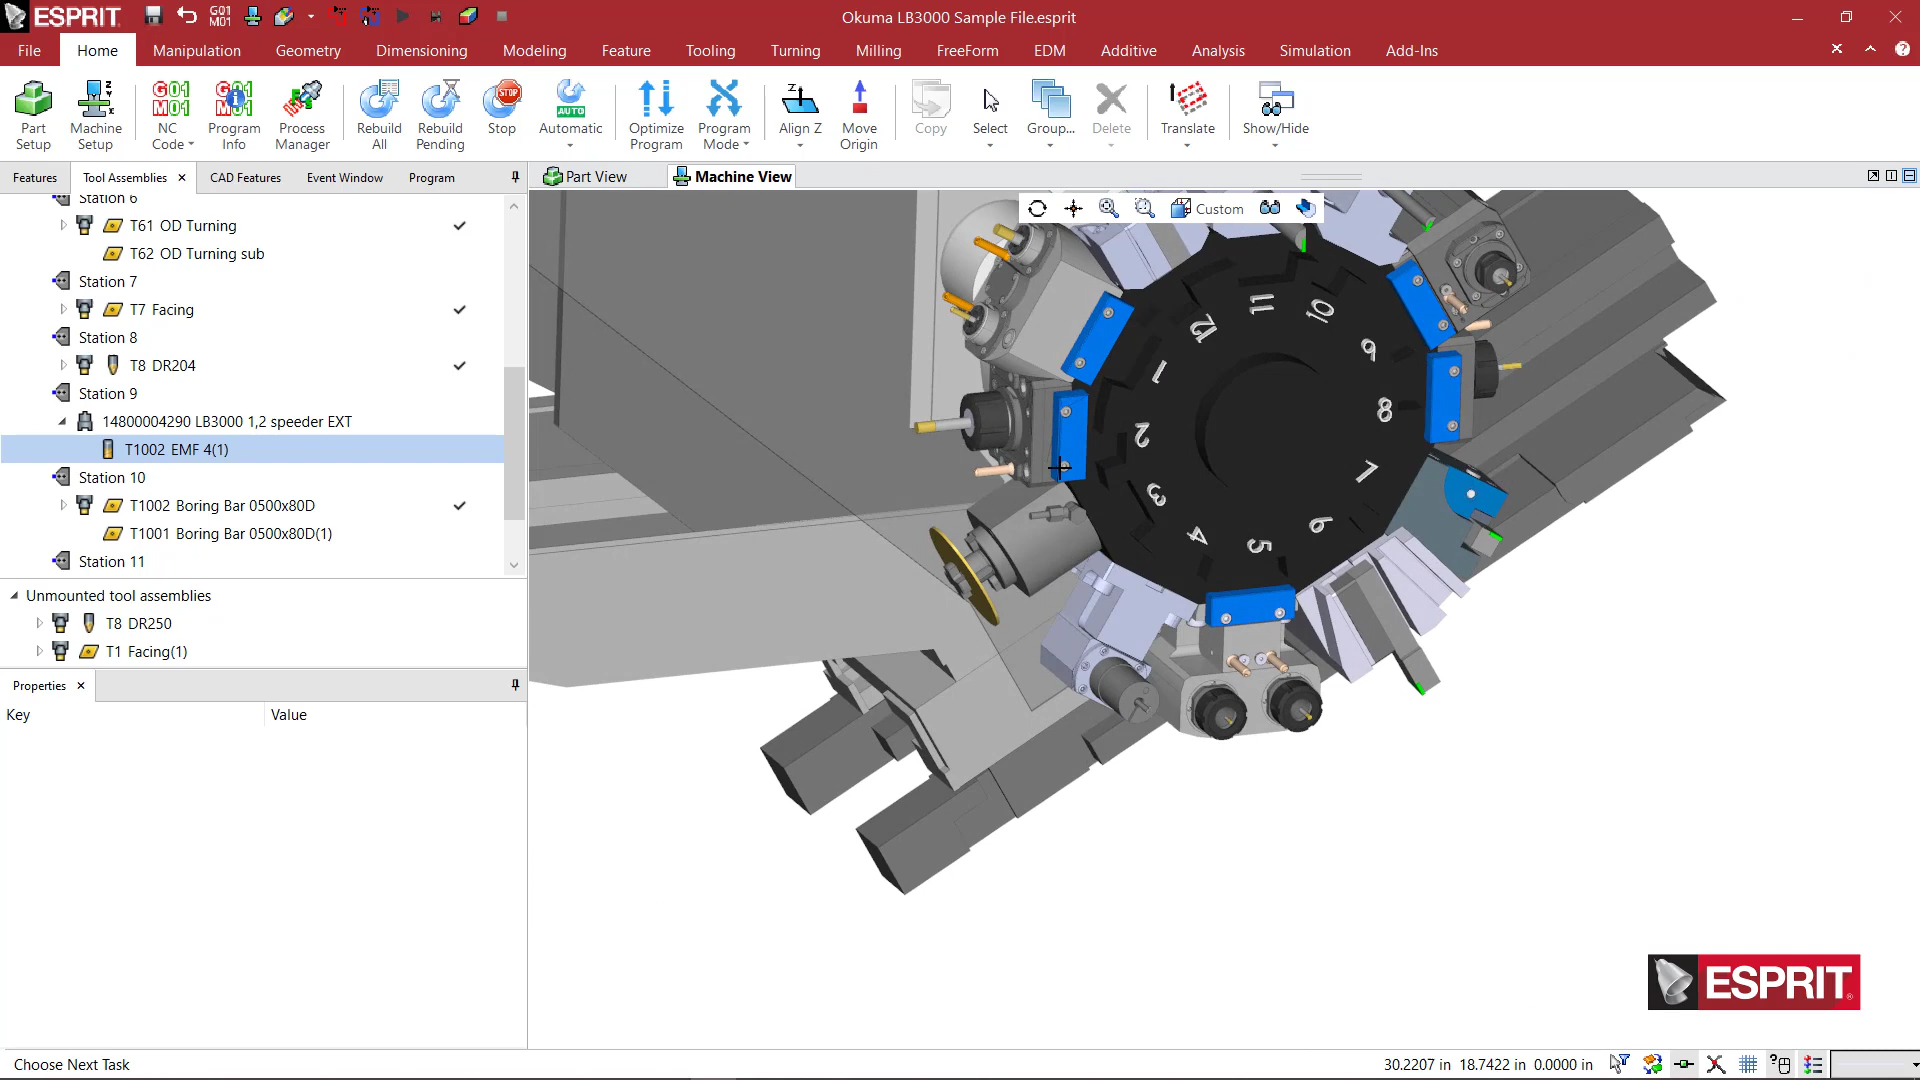 ESPRIT
G01 M01
Okuma LB3000 Sample File.esprit
File Home Manipulation Geometry Dimensioning Modeling Feature Tooling Turning Milling FreeForm EDM Additive Analysis Simulation Add-Ins
Part Setup
Machine Setup
NC Code
Program Info
Process Manager
Rebuild All
Rebuild Pending
STOP
Stop
AUTO
Automatic
Optimize Program
Program Mode
Align Z
Move Origin
Copy
Select
Group...
Delete
Translate
Show/Hide
Features Tool Assemblies CAD Features Event Window Program
Part View
Machine View
Custom
Station 6
T61 OD Turning
T62 OD Turning sub
Station 7
T7 Facing
Station 8
T8 DR204
Station 9
14800004290 LB3000 1,2 speeder EXT
T1002 EMF 4(1)
Station 10
T1002 Boring Bar 0500x80D
T1001 Boring Bar 0500x80D(1)
Station 11
Unmounted tool assemblies
T8 DR250
T1 Facing(1)
Properties
Key Value
12 11 10 9 8 7 6 5 4 3 2 1
ESPRIT
Choose Next Task
30.2207 in 18.7422 in 0.0000 in